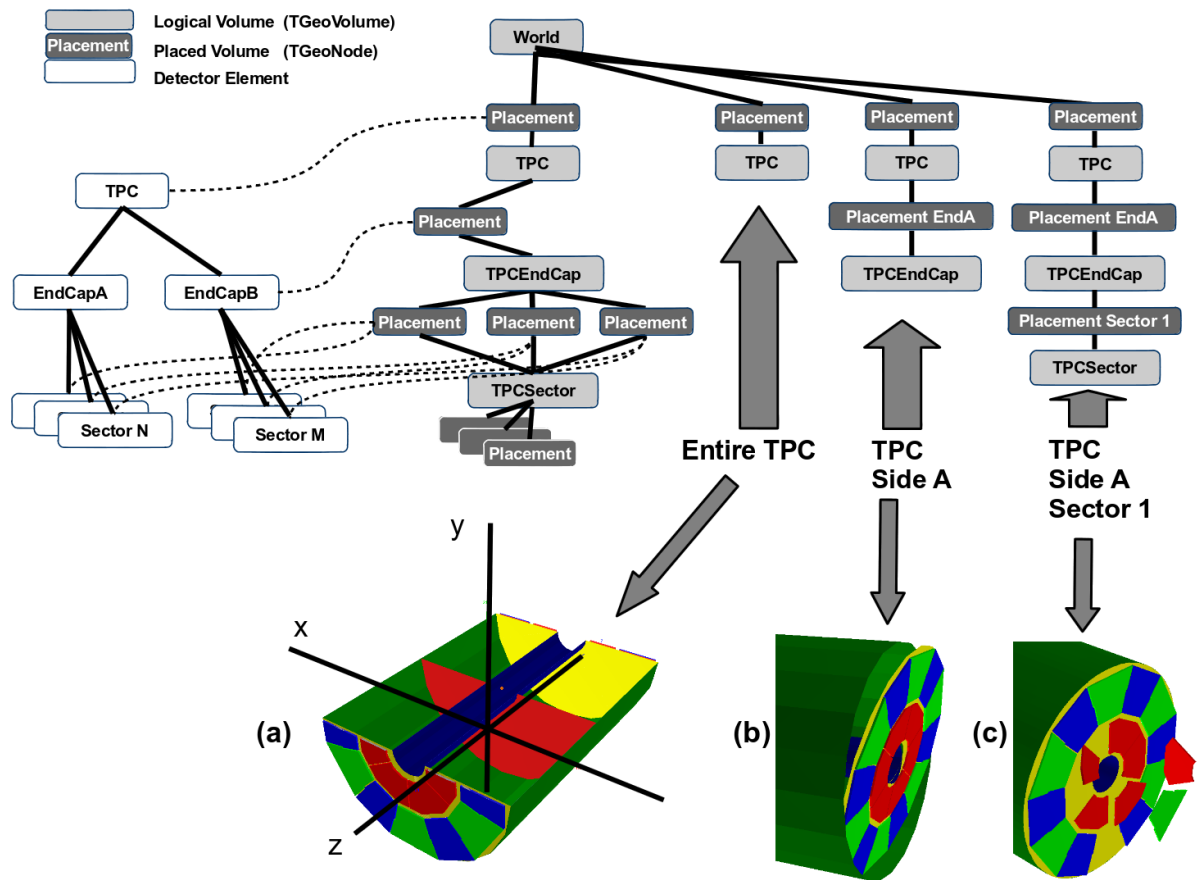 Logical Volume (TGeoVolume)
Placement
Placed Volume (TGeoNode)
Detector Element
World
Placement
Placement
Placement
Placement
TPC
TPC
TPC
TPC
TPC
Placement
Placement EndA
Placement EndA
EndCapA
EndCapB
TPCEndCap
TPCEndCap
TPCEndCap
Placement
Placement
Placement
Placement Sector 1
TPCSector
TPCSector
Sector N
Sector M
Placement
Entire TPC
TPC
Side A
TPC
Side A
Sector 1
y
x
z
(a)
(b)
(c)